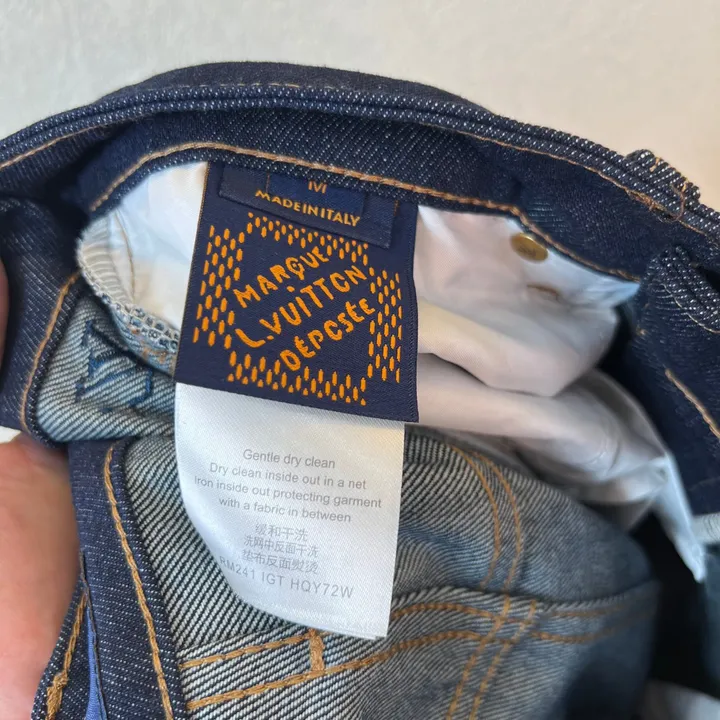 M
MADE IN ITALY
MARQUE
L.VUITTON
DÉPOSÉE
Gentle dry clean
Dry clean inside out in a net
Iron inside out protecting garment
with a fabric in between
缓和干洗
洗网中反面干洗
垫布反面熨烫
RM241 IGT HQY72W